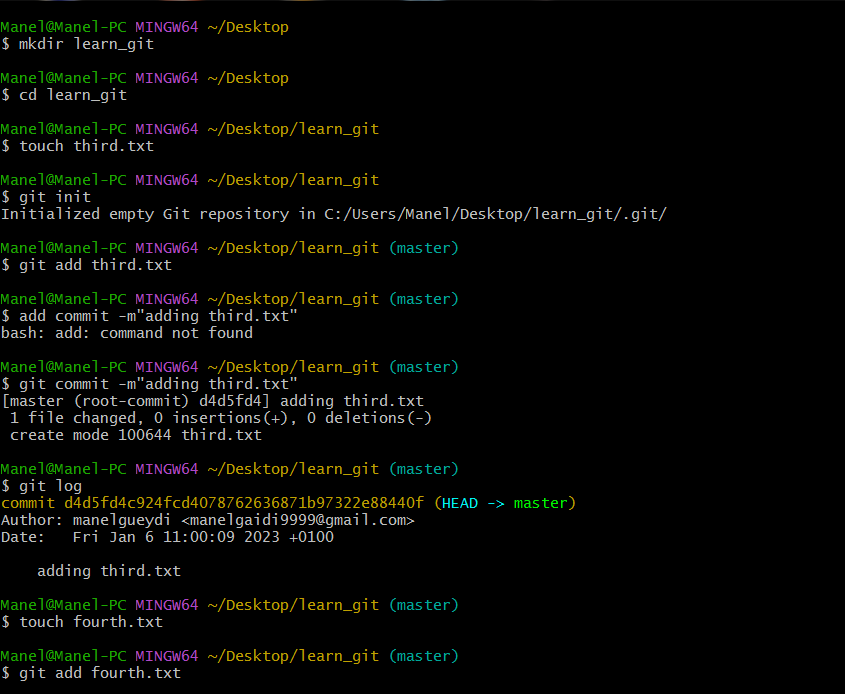 Manel@Manel-PC MINGW64 ~/Desktop
$ mkdir learn_git
Manel@Manel-PC MINGW64 ~/Desktop
$ cd learn_git
Manel@Manel-PC MINGW64 ~/Desktop/learn_git
$ touch third.txt
Manel@Manel-PC MINGW64 ~/Desktop/learn_git
$ git init
Initialized empty Git repository in C:/Users/Manel/Desktop/learn_git/.git/
Manel@Manel-PC MINGW64 ~/Desktop/learn_git (master)
$ git add third.txt
Manel@Manel-PC MINGW64 ~/Desktop/learn_git (master)
$ add commit -m"adding third.txt"
bash: add: command not found
Manel@Manel-PC MINGW64 ~/Desktop/learn_git (master)
$ git commit -m"adding third.txt"
[master (root-commit) d4d5fd4] adding third.txt
 1 file changed, 0 insertions(+), 0 deletions(-)
 create mode 100644 third.txt
Manel@Manel-PC MINGW64 ~/Desktop/learn_git (master)
$ git log
commit d4d5fd4c924fcd4078762636871b97322e88440f (HEAD -> master)
Author: manelgueydi <manelgaidi9999@gmail.com>
Date:   Fri Jan 6 11:00:09 2023 +0100
    adding third.txt
Manel@Manel-PC MINGW64 ~/Desktop/learn_git (master)
$ touch fourth.txt
Manel@Manel-PC MINGW64 ~/Desktop/learn_git (master)
$ git add fourth.txt